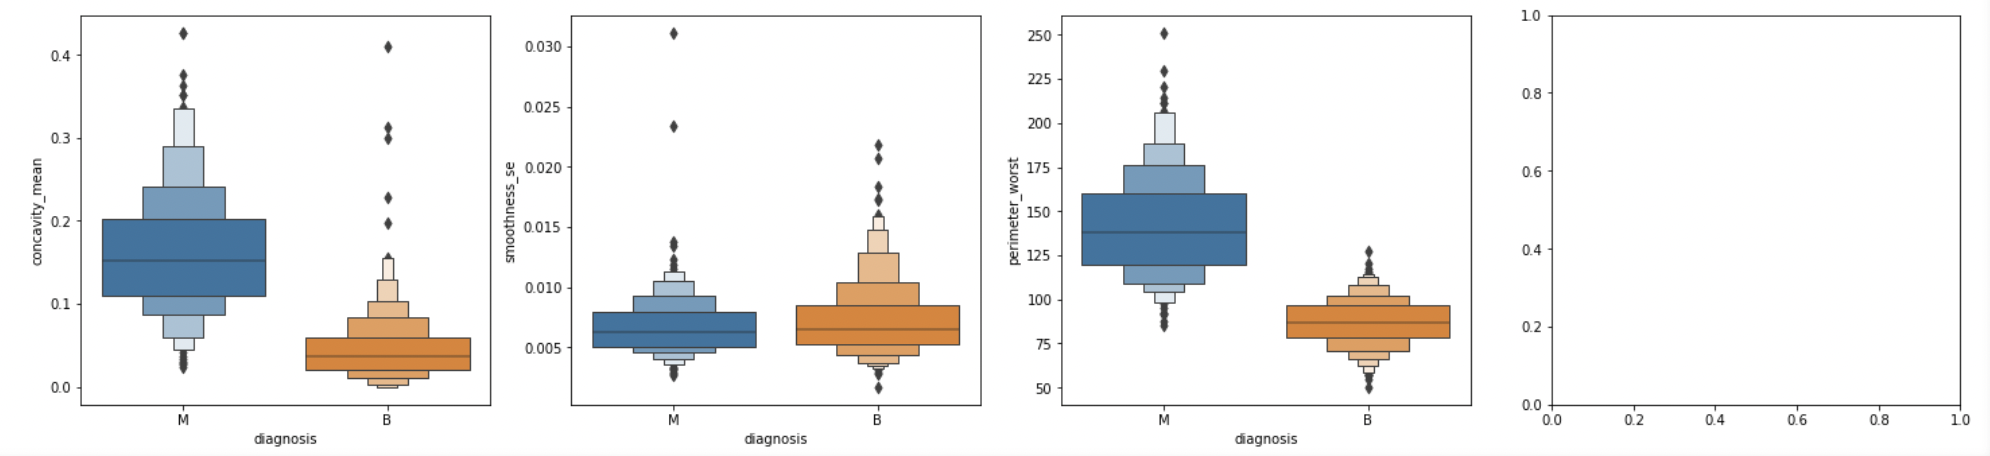 concavity_mean
0.4
0.3
0.2
0.1
0.0
M B
diagnosis
smoothness_se
0.030
0.025
0.020
0.015
0.010
0.005
M B
diagnosis
perimeter_worst
250
225
200
175
150
125
100
75
50
M B
diagnosis
1.0
0.8
0.6
0.4
0.2
0.0
0.0 0.2 0.4 0.6 0.8 1.0